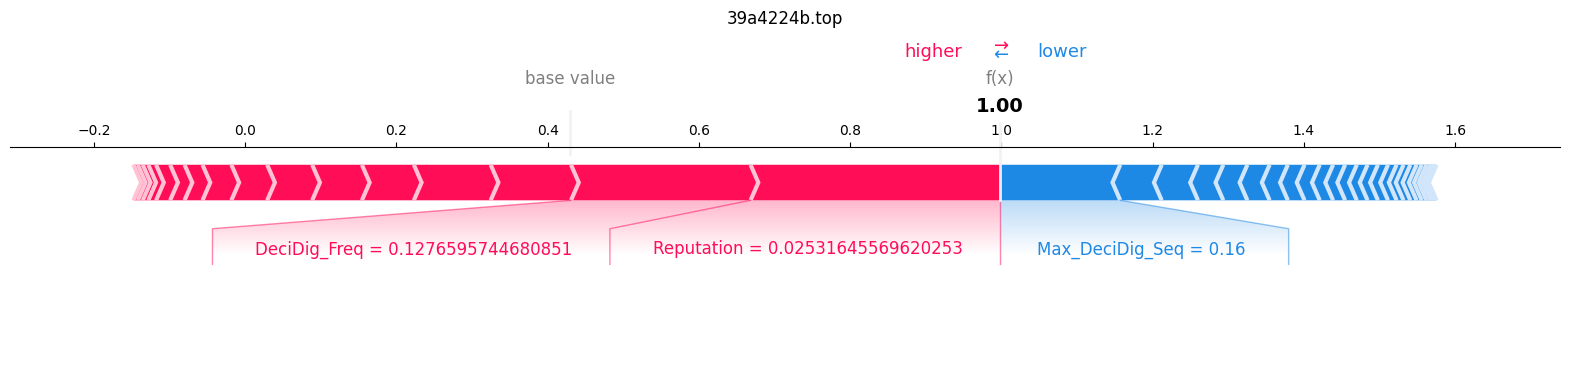 39a4224b.top
higher ⇄ lower
base value f(x)
1.00
−0.2 0.0 0.2 0.4 0.6 0.8 1.0 1.2 1.4 1.6
DeciDig_Freq = 0.1276595744680851 Reputation = 0.02531645569620253 Max_DeciDig_Seq = 0.16